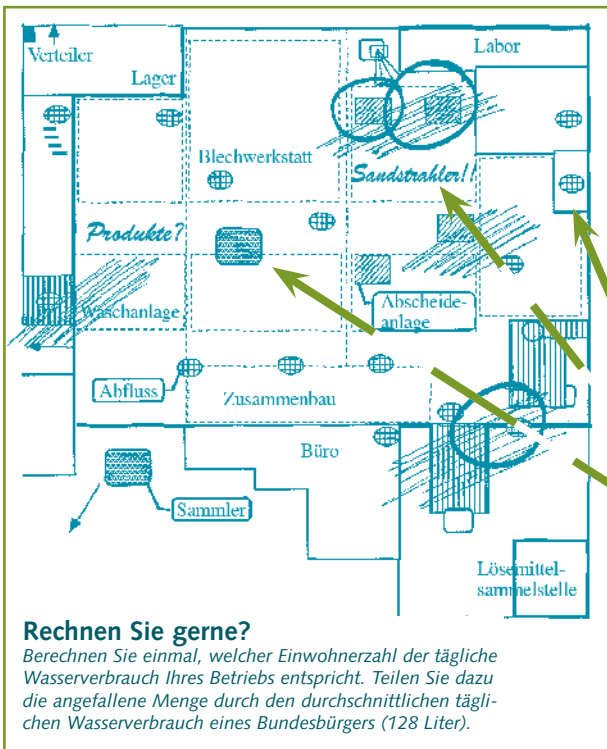 Verteiler
Labor
Lager
Blechwerkstatt
Sandstrahler!!
Produkte?
Waschanlage
Abscheide-
anlage
Abfluss
Zusammenbau
Büro
Sammler
Lösemittel-
sammelstelle
Rechnen Sie gerne?
Berechnen Sie einmal, welcher Einwohnerzahl der tägliche
Wasserverbrauch Ihres Betriebs entspricht. Teilen Sie dazu
die angefallene Menge durch den durchschnittlichen tägli-
chen Wasserverbrauch eines Bundesbürgers (128 Liter).